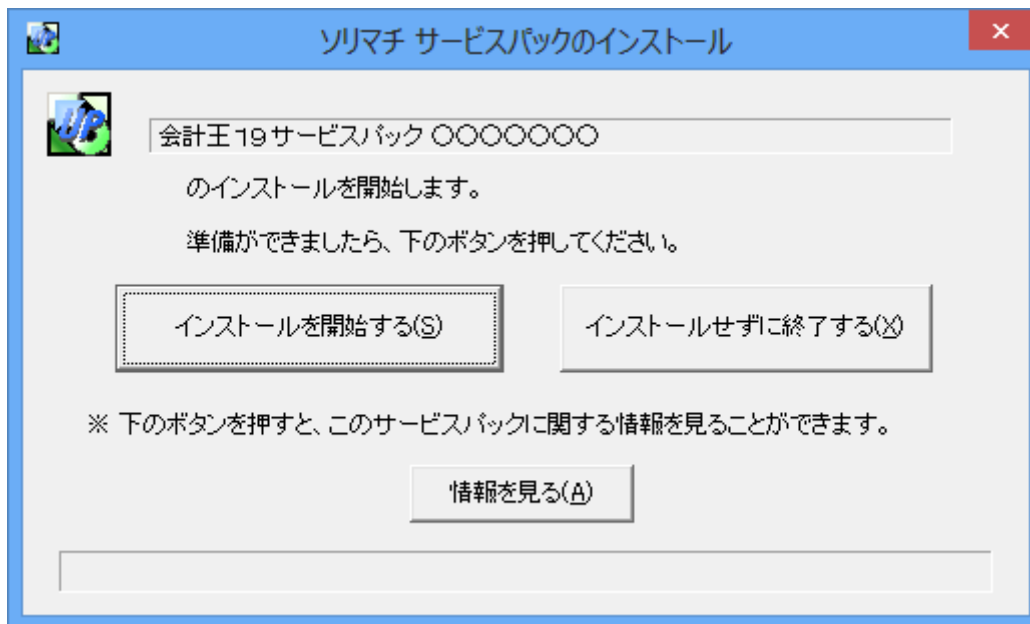 ソリマチ サービスパックのインストール
UP
会計王19サービスパック ○○○○○○○
のインストールを開始します。
準備ができましたら、下のボタンを押してください。
インストールを開始する(S)
インストールせずに終了する(X)
※ 下のボタンを押すと、このサービスパックに関する情報を見ることができます。
情報を見る(A)